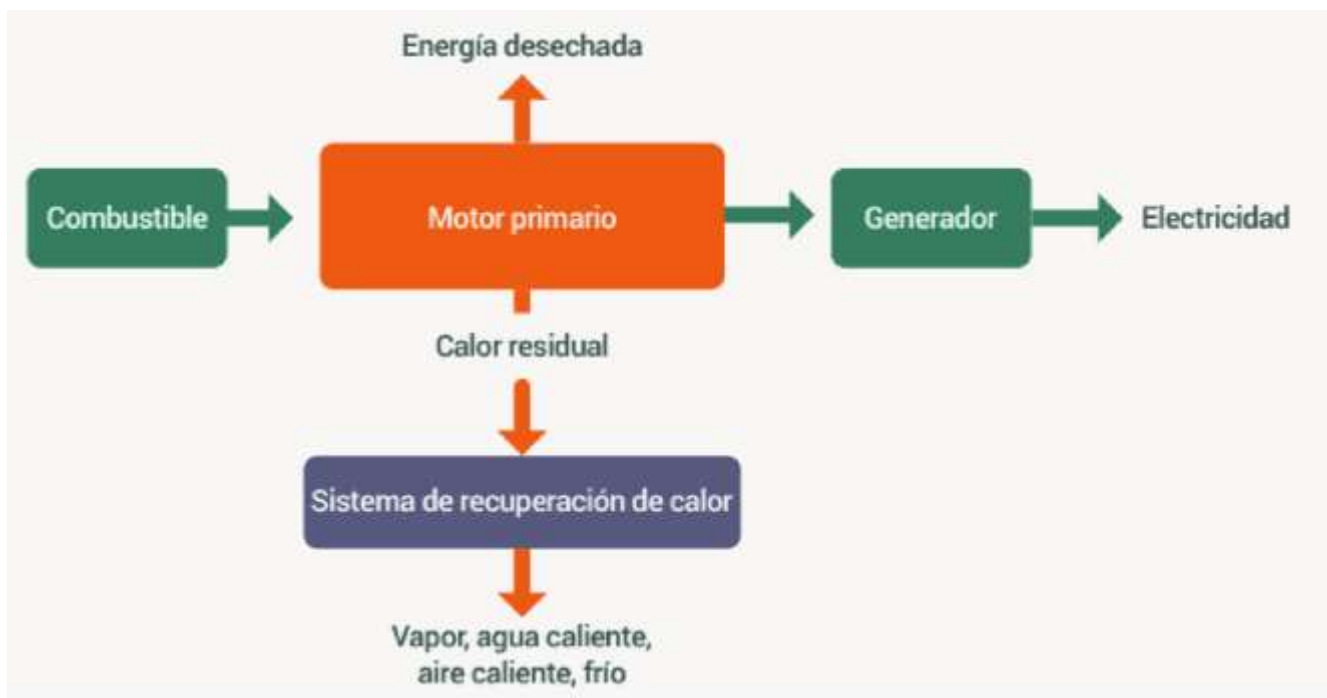 Energía desechada
Combustible
Motor primario
Generador
Electricidad
Calor residual
Sistema de recuperación de calor
Vapor, agua caliente,
aire caliente, frío